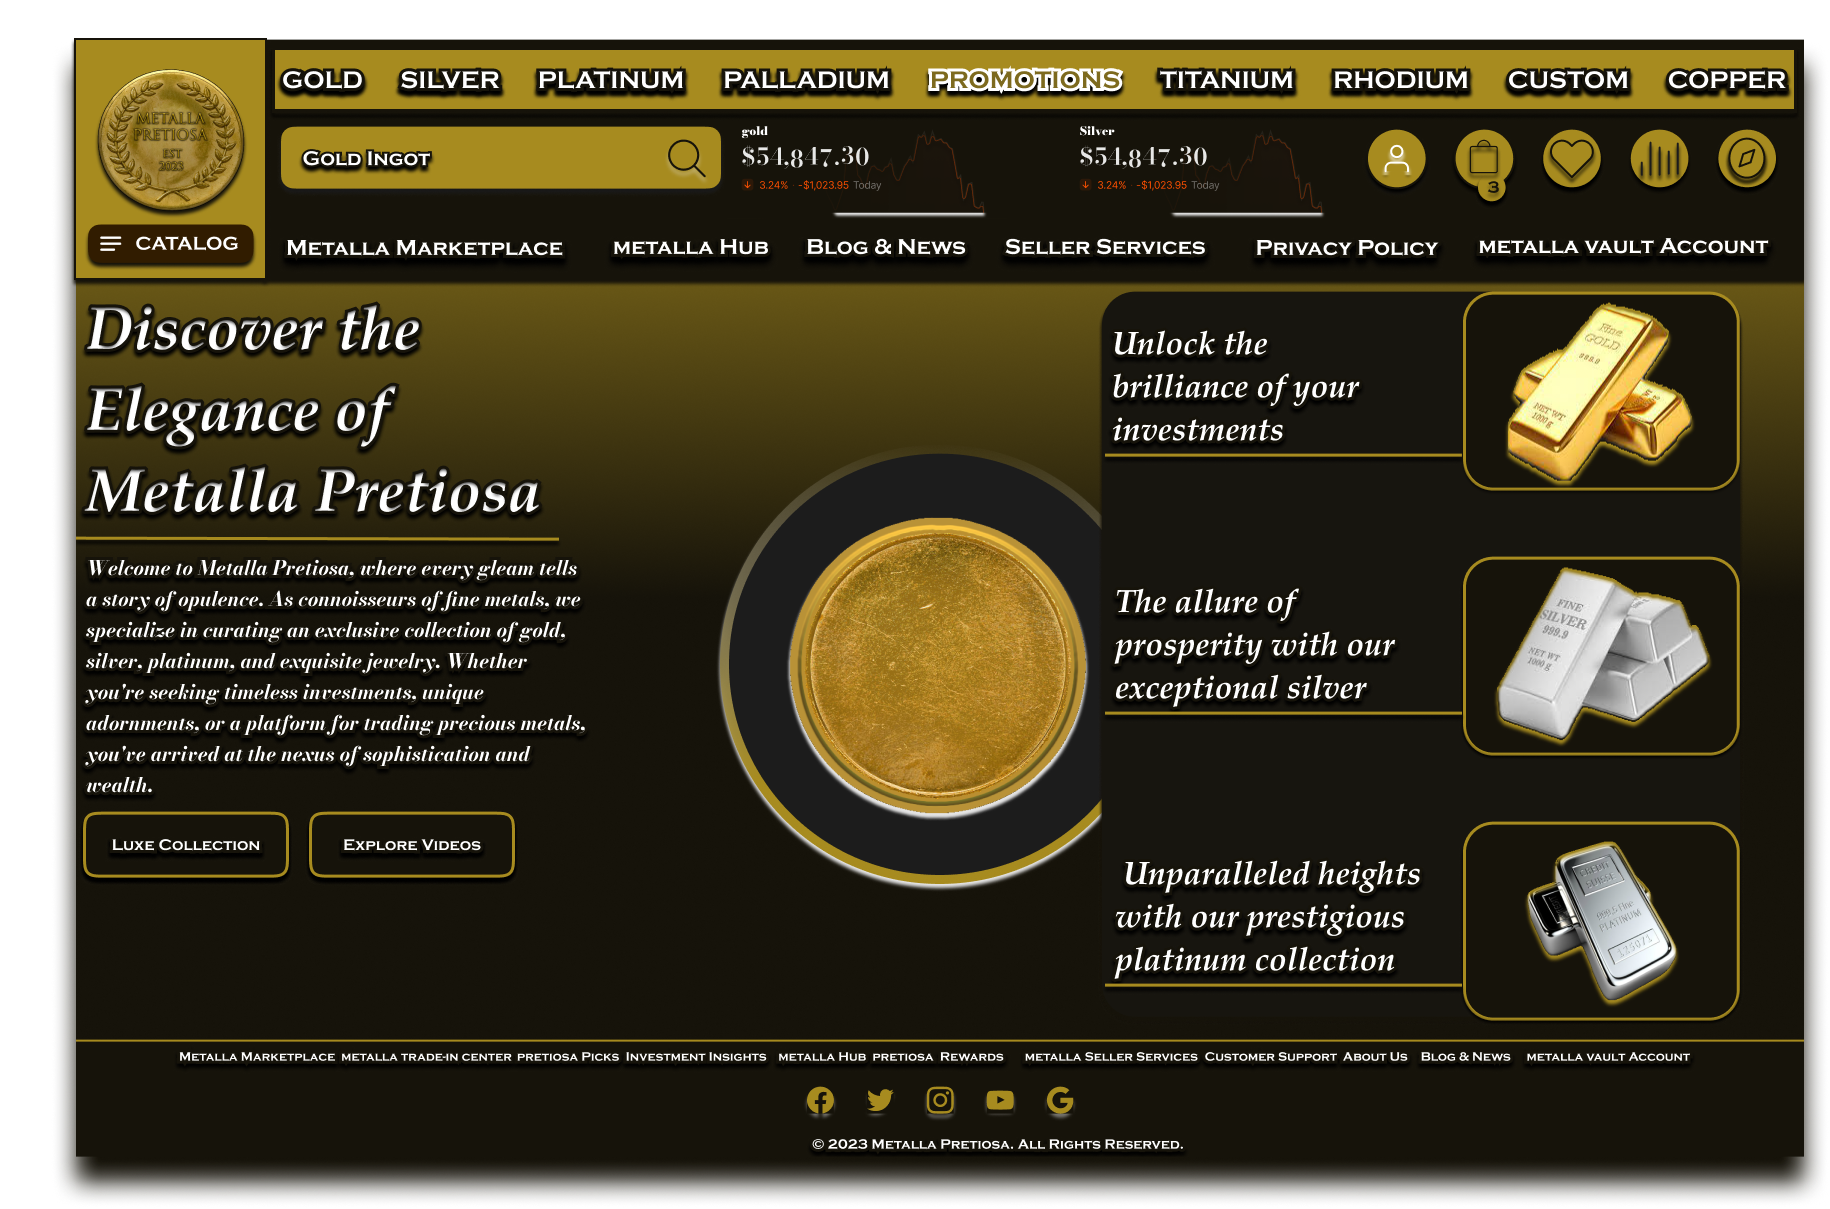 GOLD SILVER PLATINUM PALLADIUM PROMOTIONS TITANIUM RHODIUM CUSTOM COPPER
METALLA
PRETIOSA
EST
2023
CATALOG
Gold Ingot
gold
$54,847.30
3.24% -$1,023.95 Today
Silver
$54,847.30
3.24% -$1,023.95 Today
3
Metalla Marketplace metalla Hub Blog & News Seller Services Privacy Policy metalla vault Account
Discover the
Elegance of
Metalla Pretiosa
Welcome to Metalla Pretiosa, where every gleam tells
a story of opulence. As connoisseurs of fine metals, we
specialize in curating an exclusive collection of gold,
silver, platinum, and exquisite jewelry. Whether
you're seeking timeless investments, unique
adornments, or a platform for trading precious metals,
you've arrived at the nexus of sophistication and
wealth.
Luxe Collection Explore Videos
Unlock the
brilliance of your
investments
Fine
GOLD
999.9
NET WT
1000 g
The allure of
prosperity with our
exceptional silver
FINE
SILVER
999.9
NET WT
1000 g
Unparalleled heights
with our prestigious
platinum collection
CREDIT
SUISSE
999,5 Fine
PLATINUM
Metalla Marketplace metalla trade-in center pretiosa Picks Investment Insights metalla Hub pretiosa Rewards metalla Seller Services Customer Support About Us Blog & News metalla vault Account
© 2023 Metalla Pretiosa. All Rights Reserved.